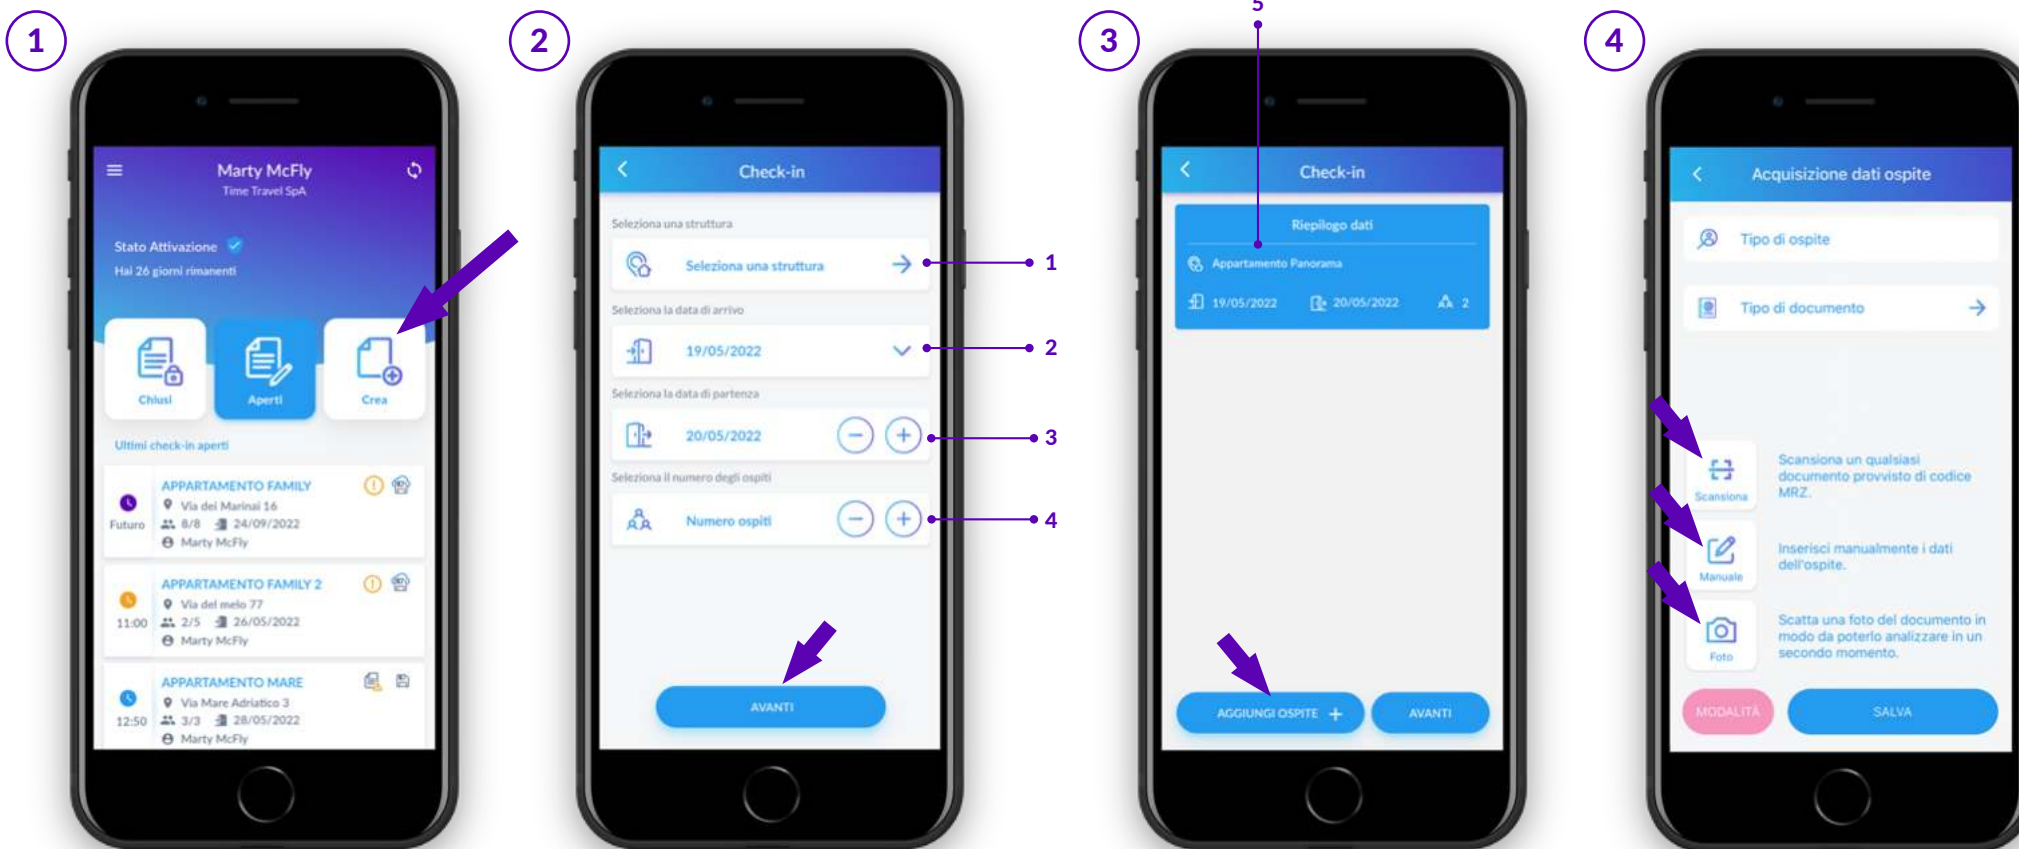 1
Marty McFly
Time Travel SpA
Stato Attivazione
Hai 26 giorni rimanenti
Chiusi
Aperti
Crea
Ultimi check-in aperti
APPARTAMENTO FAMILY
Via dei Marinai 16
Futuro
8/8 24/09/2022
Marty McFly
APPARTAMENTO FAMILY 2
Via del melo 77
11:00
2/5 26/05/2022
Marty McFly
APPARTAMENTO MARE
Via Mare Adriatico 3
12:50
3/3 28/05/2022
Marty McFly
2
Check-in
Seleziona una struttura
Seleziona una struttura
1
Seleziona la data di arrivo
19/05/2022
2
Seleziona la data di partenza
20/05/2022
3
Seleziona il numero degli ospiti
Numero ospiti
4
AVANTI
3
5
Check-in
Riepilogo dati
Appartamento Panorama
19/05/2022 20/05/2022 2
AGGIUNGI OSPITE +
AVANTI
4
Acquisizione dati ospite
Tipo di ospite
Tipo di documento
Scansiona
Scansiona un qualsiasi
documento provvisto di codice
MRZ.
Manuale
Inserisci manualmente i dati
dell'ospite.
Foto
Scatta una foto del documento in
modo da poterlo analizzare in un
secondo momento.
MODALITÀ
SALVA